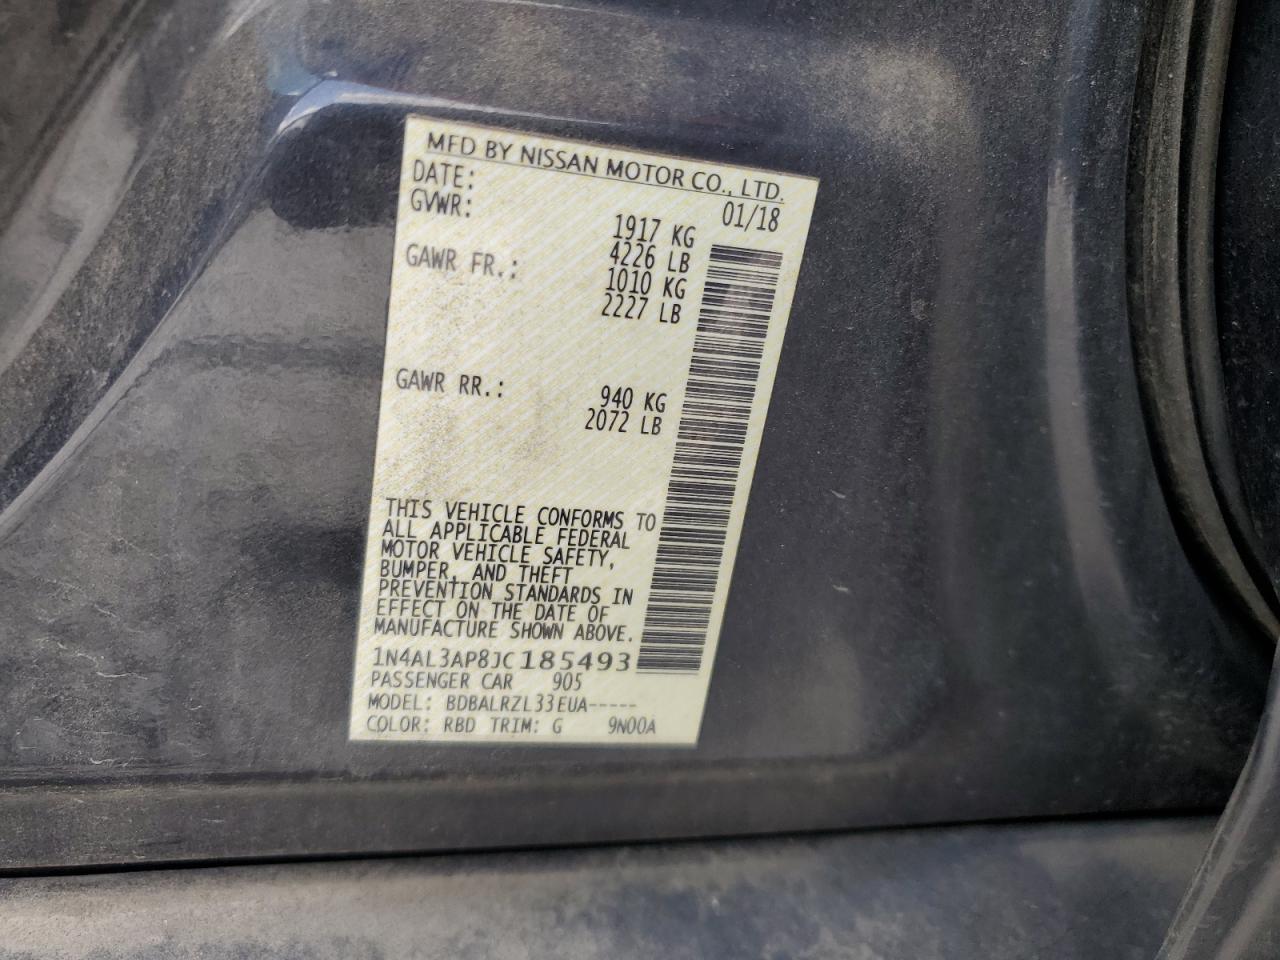 MFD BY NISSAN MOTOR CO., LTD.
DATE: 01/18
GVWR: 1917 KG
4226 LB
GAWR FR.: 1010 KG
2227 LB
GAWR RR.: 940 KG
2072 LB
THIS VEHICLE CONFORMS TO
ALL APPLICABLE FEDERAL
MOTOR VEHICLE SAFETY,
BUMPER, AND THEFT
PREVENTION STANDARDS IN
EFFECT ON THE DATE OF
MANUFACTURE SHOWN ABOVE.
1N4AL3AP8JC185493
PASSENGER CAR 905
MODEL: BDBALRZL33EUA-----
COLOR: RBD TRIM: G 9N00A